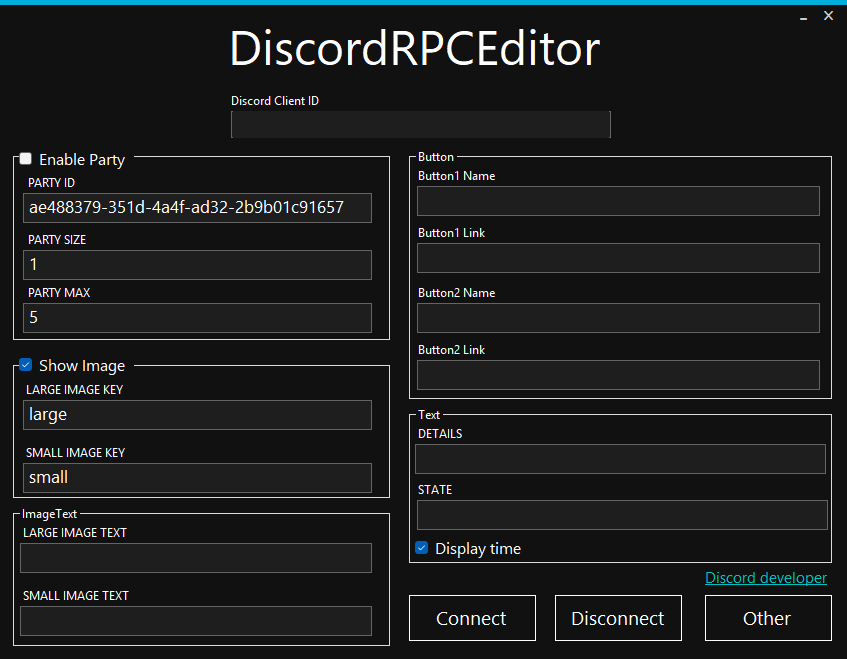 DiscordRPCEditor
Discord Client ID
Enable Party
PARTY ID
ae488379-351d-4a4f-ad32-2b9b01c91657
PARTY SIZE
1
PARTY MAX
5
Show Image
LARGE IMAGE KEY
large
SMALL IMAGE KEY
small
ImageText
LARGE IMAGE TEXT
SMALL IMAGE TEXT
Button
Button1 Name
Button1 Link
Button2 Name
Button2 Link
Text
DETAILS
STATE
Display time
Discord developer
Connect
Disconnect
Other